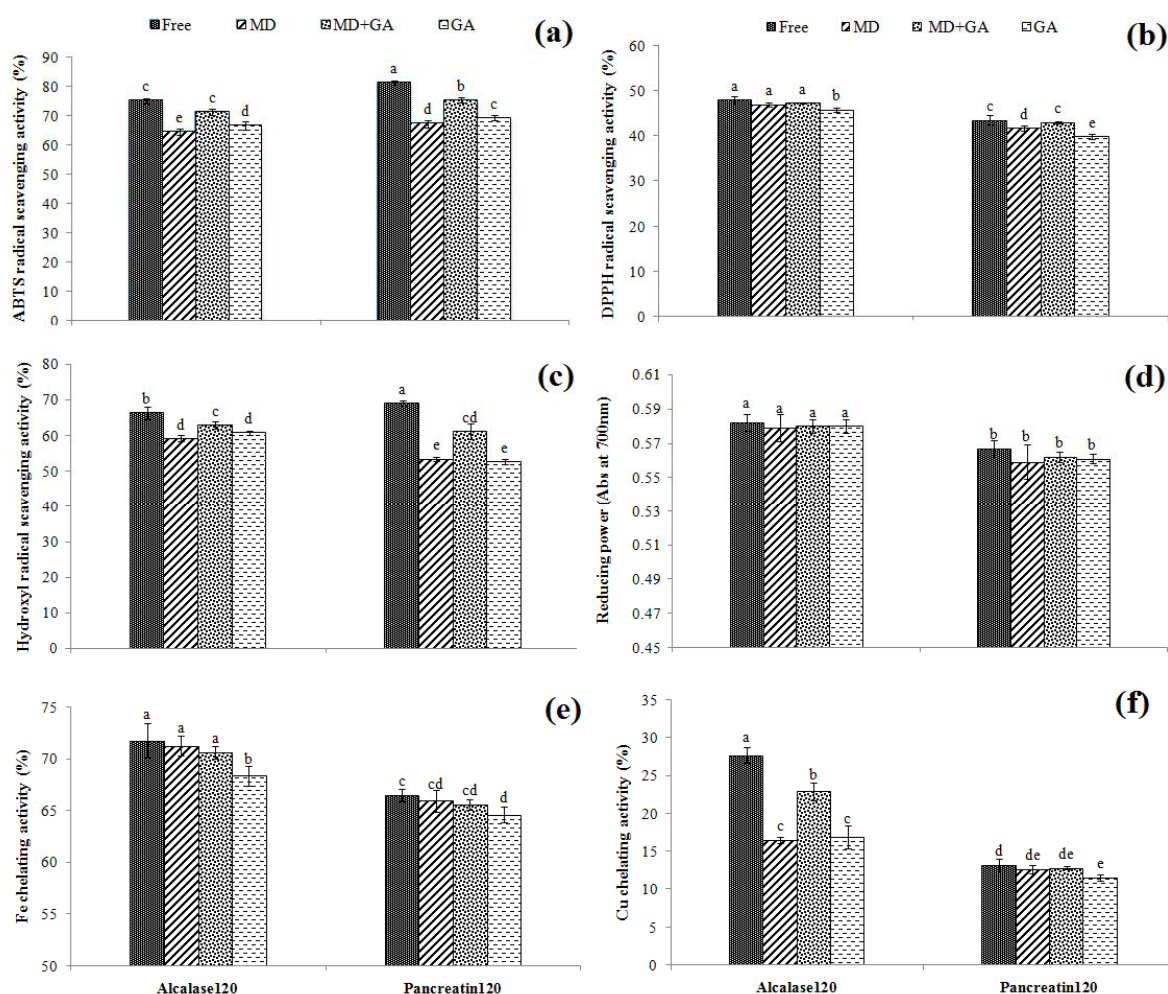 Free MD MD+GA GA
(a)
ABTS radical scavenging activity (%)
90
80
70
60
50
40
30
20
10
0
c e c d a d b c
Free MD MD+GA GA
(b)
DPPH radical scavenging activity (%)
60
50
40
30
20
10
0
a a a b c d c e
(c)
Hydroxyl radical scavenging activity (%)
80
70
60
50
40
30
20
10
0
b d c d a e cd e
(d)
Reducing power (Abs at 700nm)
0.61
0.59
0.57
0.55
0.53
0.51
0.49
0.47
0.45
a a a a b b b b
(e)
Fe chelating activity (%)
75
70
65
60
55
50
a a a b c cd cd d
Alcalase120 Pancreatin120
(f)
Cu chelating activity (%)
35
30
25
20
15
10
5
0
a c b c d de de e
Alcalase120 Pancreatin120